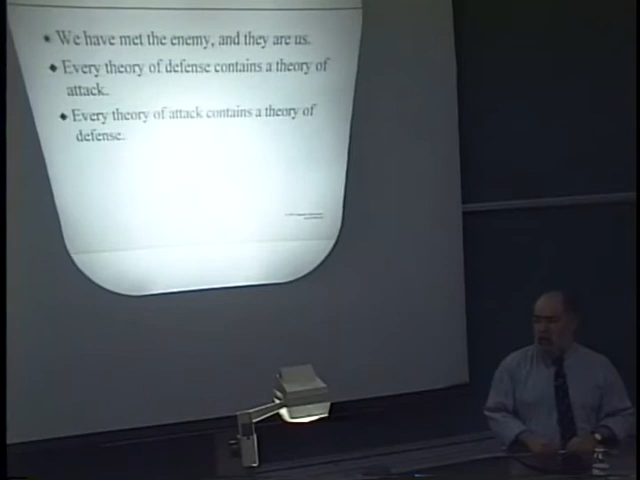 We have met the enemy, and they are us.
Every theory of defense contains a theory of
attack.
Every theory of attack contains a theory of
defense.